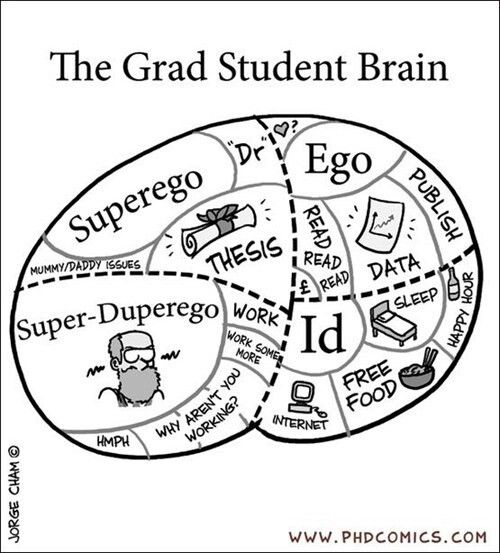 The Grad Student Brain
"Dr"
?
Ego
Superego
PUBLISH
MUMMY/DADDY ISSUES
THESIS
READ
READ
READ
£
DATA
Super-Duperego
WORK
WORK SOME
MORE
Id
SLEEP
HAPPY HOUR
HMPH
WHY AREN'T YOU
WORKING?
INTERNET
FREE
FOOD
JORGE CHAM ©
WWW.PHDCOMICS.COM